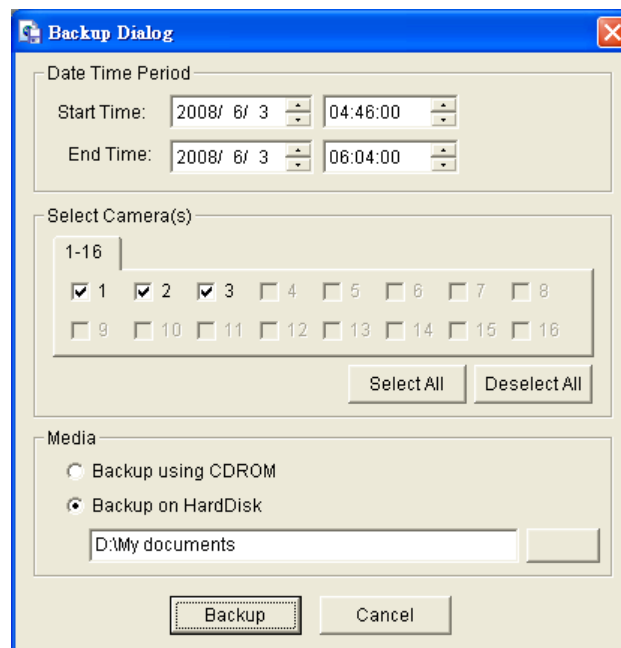 Backup Dialog
Date Time Period
Start Time: 2008/ 6/ 3 04:46:00
End Time: 2008/ 6/ 3 06:04:00
Select Camera(s)
1-16
1 2 3 4 5 6 7 8
9 10 11 12 13 14 15 16
Select All Deselect All
Media
Backup using CDROM
Backup on HardDisk
D:\My documents
Backup Cancel